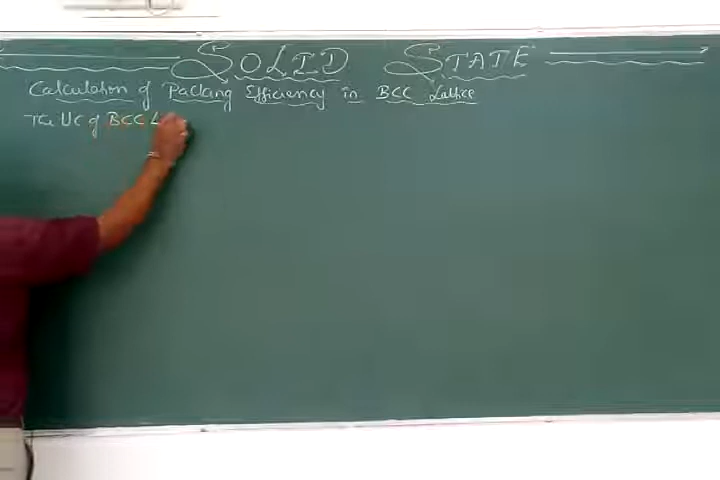 SOLID STATE
Calculation of Packing Efficiency in BCC Lattice
The UC of BCC L